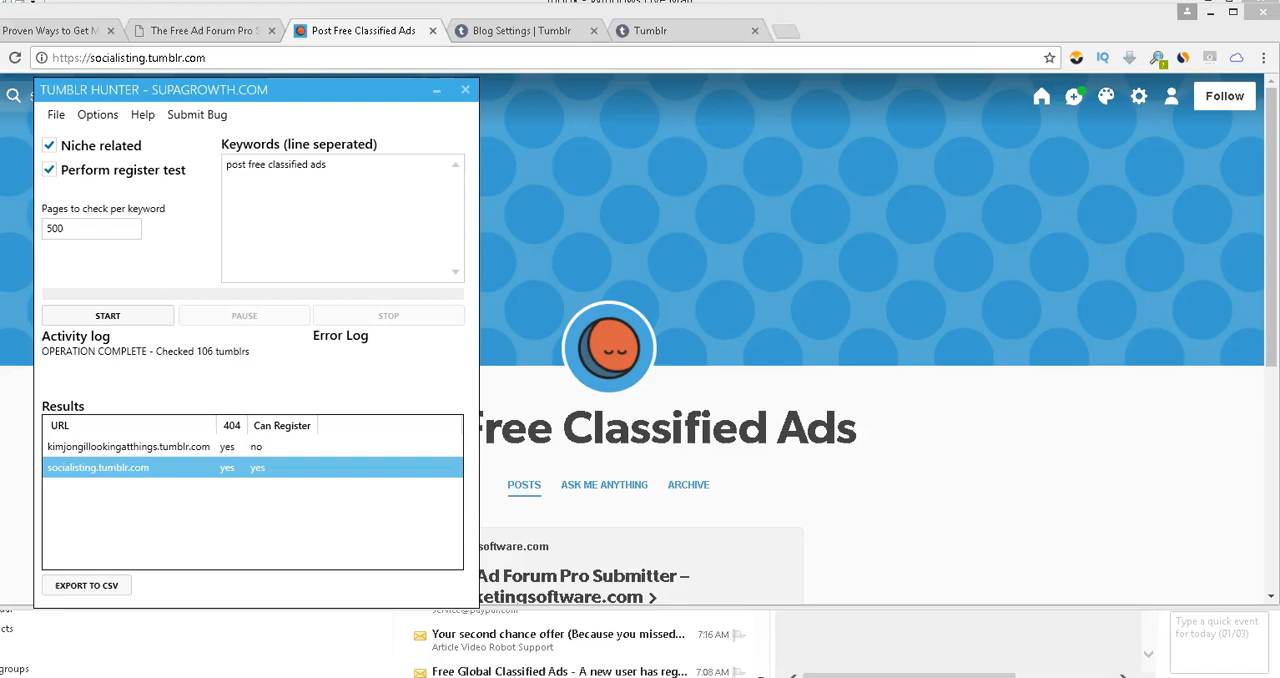 Proven Ways to Get M
The Free Ad Forum Pro S
Post Free Classified Ads
Blog Settings | Tumblr
Tumblr
https://socialisting.tumblr.com
IQ
TUMBLR HUNTER - SUPAGROWTH.COM
File Options Help Submit Bug
Niche related
Perform register test
Keywords (line seperated)
post free classified ads
Pages to check per keyword
500
START PAUSE STOP
Activity log
Error Log
OPERATION COMPLETE - Checked 106 tumblrs
Results
URL 404 Can Register
kimjongillookingatthings.tumblr.com yes no
socialisting.tumblr.com yes yes
EXPORT TO CSV
Follow
Free Classified Ads
POSTS ASK ME ANYTHING ARCHIVE
software.com
Ad Forum Pro Submitter –
ketingsoftware.com >
service@paypal.com
Your second chance offer (Because you missed... 7:16 AM
Article Video Robot Support
Free Global Classified Ads - A new user has reg... 7:08 AM
cts
groups
Type a quick event
for today (01/03)